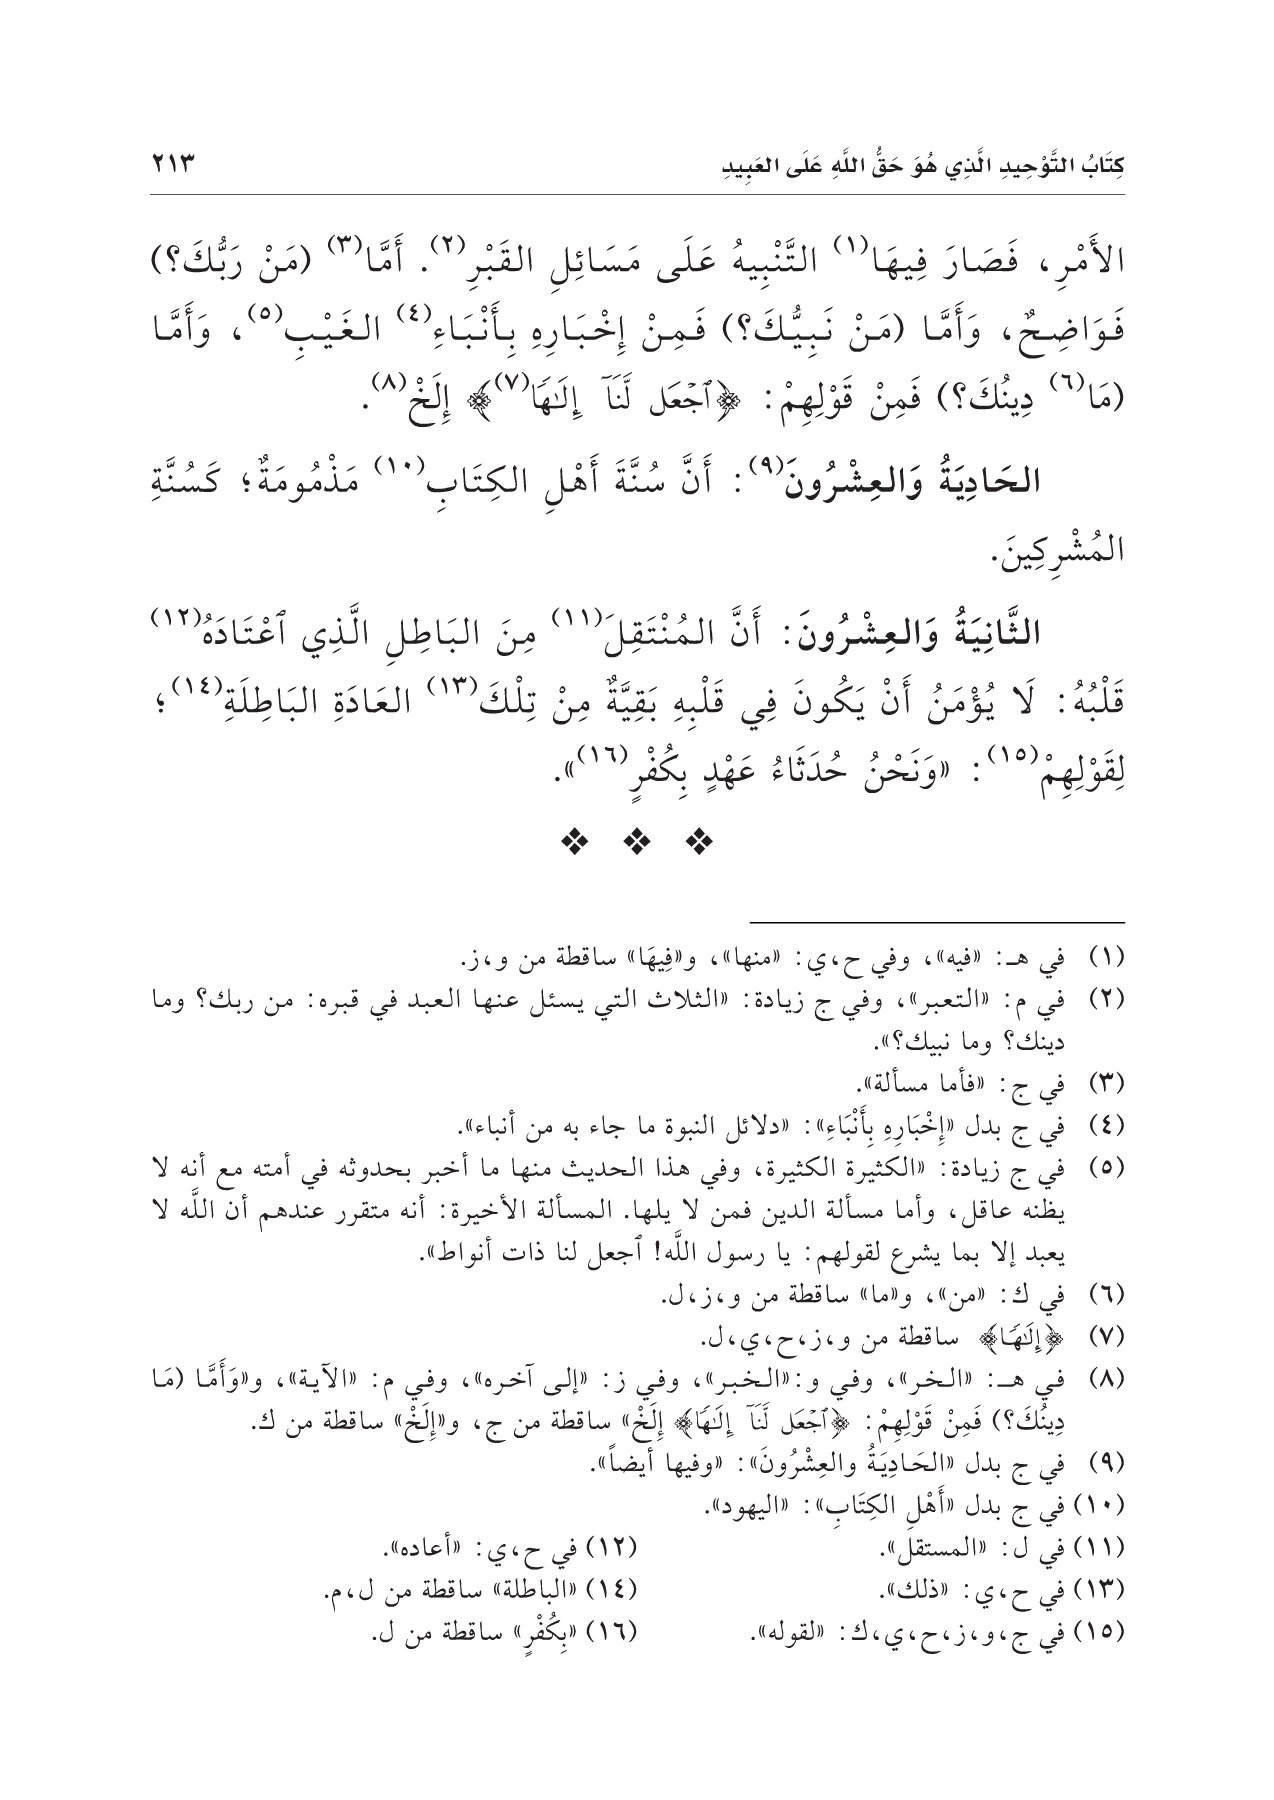 كِتَابُ التَّوْحِيدِ الَّذِي هُوَ حَقُّ اللَّهِ عَلَى العَبِيدِ ٢١٣
الأَمْرِ، فَصَارَ فِيهَا(١) التَّنْبِيهُ عَلَى مَسَائِلِ القَبْرِ(٢). أَمَّا(٣) (مَنْ رَبُّكَ؟)
فَوَاضِحٌ، وَأَمَّا (مَنْ نَبِيُّكَ؟) فَمِنْ إِخْبَارِهِ بِأَنْبَاءِ(٤) الغَيْبِ(٥)، وَأَمَّا
(مَا(٦) دِينُكَ؟) فَمِنْ قَوْلِهِمْ: ﴿ٱجْعَل لَّنَآ إِلَٰهًا(٧)﴾ إِلَخْ(٨).
الحَادِيَةُ وَالعِشْرُونَ(٩): أَنَّ سُنَّةَ أَهْلِ الكِتَابِ(١٠) مَذْمُومَةٌ؛ كَسُنَّةِ
المُشْرِكِينَ.
الثَّانِيَةُ وَالعِشْرُونَ: أَنَّ المُنْتَقِلَ(١١) مِنَ البَاطِلِ الَّذِي ٱعْتَادَهُ(١٢)
قَلْبُهُ: لَا يُؤْمَنُ أَنْ يَكُونَ فِي قَلْبِهِ بَقِيَّةٌ مِنْ تِلْكَ(١٣) العَادَةِ البَاطِلَةِ(١٤)؛
لِقَوْلِهِمْ(١٥): «وَنَحْنُ حُدَثَاءُ عَهْدٍ بِكُفْرٍ(١٦)».
❖ ❖ ❖
(١) في هـ: «فيه»، وفي ح،ي: «منها»، و«فِيهَا» ساقطة من و،ز.
(٢) في م: «التعبر»، وفي ج زيادة: «الثلاث التي يسئل عنها العبد في قبره: من ربك؟ وما
دينك؟ وما نبيك؟».
(٣) في ج: «فأما مسألة».
(٤) في ج بدل «إِخْبَارِهِ بِأَنْبَاءِ»: «دلائل النبوة ما جاء به من أنباء».
(٥) في ج زيادة: «الكثيرة الكثيرة، وفي هذا الحديث منها ما أخبر بحدوثه في أمته مع أنه لا
يظنه عاقل، وأما مسألة الدين فمن لا يلها. المسألة الأخيرة: أنه متقرر عندهم أن اللَّه لا
يعبد إلا بما يشرع لقولهم: يا رسول اللَّه! ٱجعل لنا ذات أنواط».
(٦) في ك: «من»، و«ما» ساقطة من و،ز،ل.
(٧) ﴿إِلَٰهًا﴾ ساقطة من و،ز،ح،ي،ل.
(٨) في هـ: «الخر»، وفي و:«الخبر»، وفي ز: «إلى آخره»، وفي م: «الآية»، و«وَأَمَّا (مَا
دِينُكَ؟) فَمِنْ قَوْلِهِمْ: ﴿ٱجْعَل لَّنَآ إِلَٰهًا﴾ إِلَخْ» ساقطة من ج، و«إِلَخْ» ساقطة من ك.
(٩) في ج بدل «الحَادِيَةُ والعِشْرُونَ»: «وفيها أيضاً».
(١٠) في ج بدل «أَهْلِ الكِتَابِ»: «اليهود».
(١١) في ل: «المستقل». (١٢) في ح،ي: «أعاده».
(١٣) في ح،ي: «ذلك». (١٤) «الباطلة» ساقطة من ل،م.
(١٥) في ج،و،ز،ح،ي،ك: «لقوله». (١٦) «بِكُفْرٍ» ساقطة من ل.